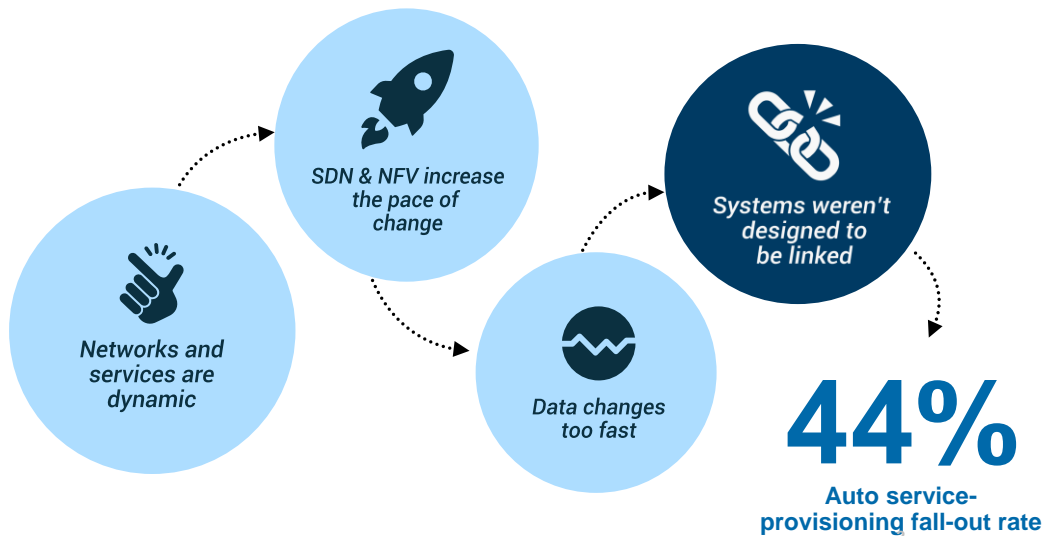 Networks and
services are
dynamic
SDN & NFV increase
the pace of
change
Data changes
too fast
Systems weren't
designed to
be linked
44%
Auto service-
provisioning fall-out rate